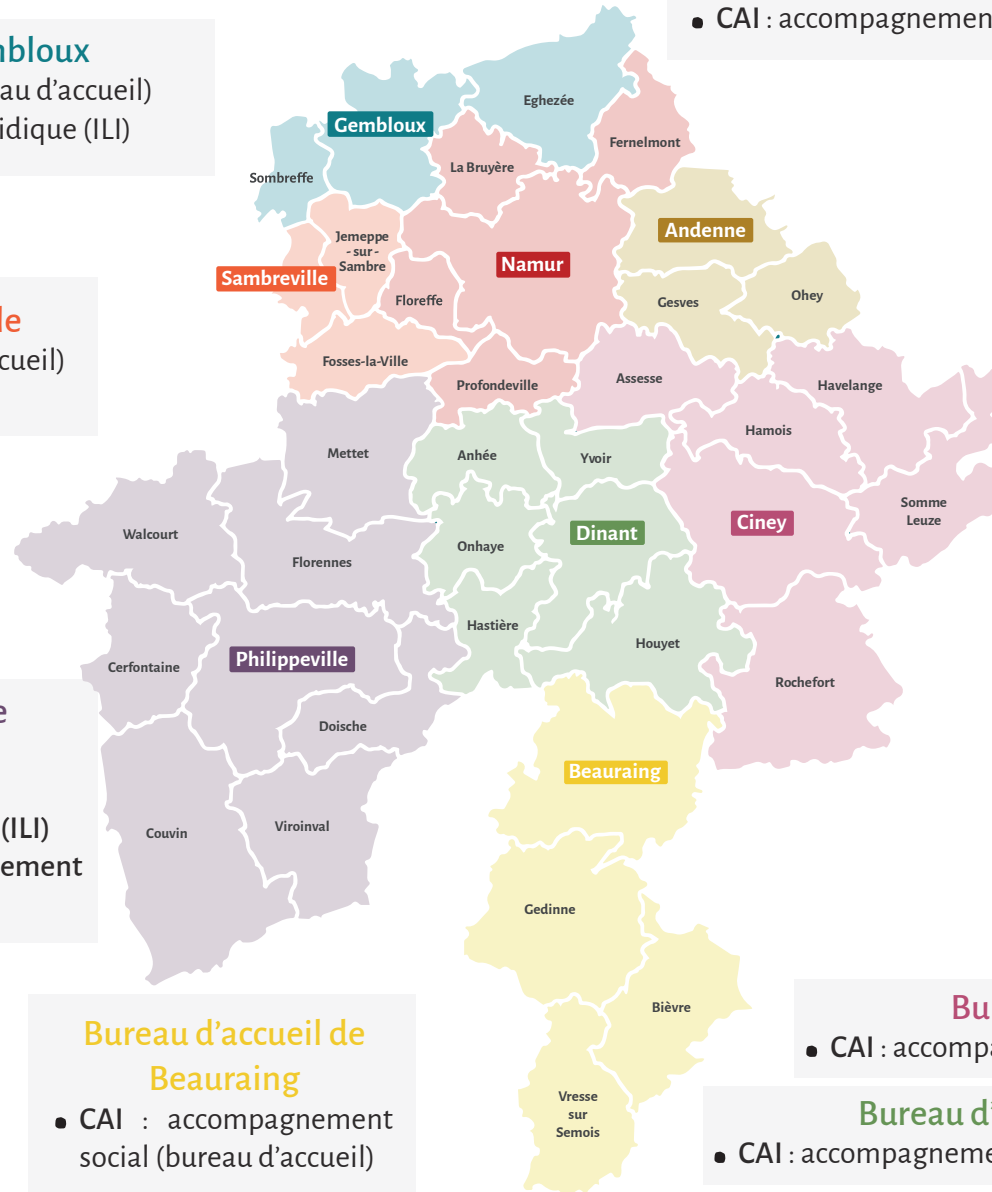 CAI : accompagnemen
mbloux
au d'accueil)
idique (ILI)
Eghezée
Gembloux
Fernelmont
La Bruyère
Sombreffe
Andenne
Jemeppe
- sur -
Sambre
Namur
Sambreville
Floreffe
Gesves
Ohey
le
cueil)
Fosses-la-Ville
Profondeville
Assesse
Havelange
Hamois
Mettet
Anhée
Yvoir
Somme
Leuze
Walcourt
Ciney
Dinant
Onhaye
Florennes
Hastière
Houyet
Philippeville
Cerfontaine
Rochefort
e
Doische
Beauraing
(ILI)
ement
Couvin
Viroinval
Gedinne
Bièvre
Vresse
sur
Semois
Bureau d'accueil de
Beauraing
CAI : accompagnement
social (bureau d'accueil)
Bu
CAI : accompa
Bureau d'
CAI : accompagneme